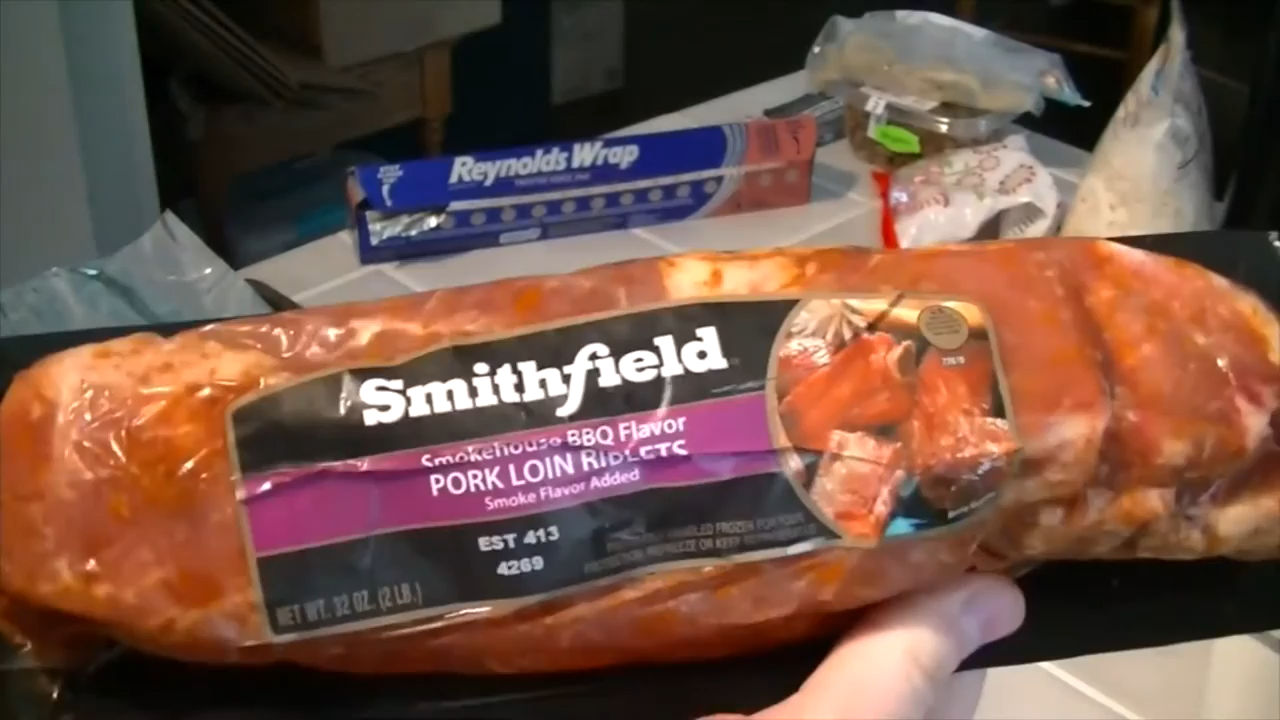 Reynolds Wrap
Smithfield
Smokehouse BBQ Flavor
PORK LOIN RIBLETS
Smoke Flavor Added
EST 413
4269
NET WT. 32 OZ. (2 LB.)